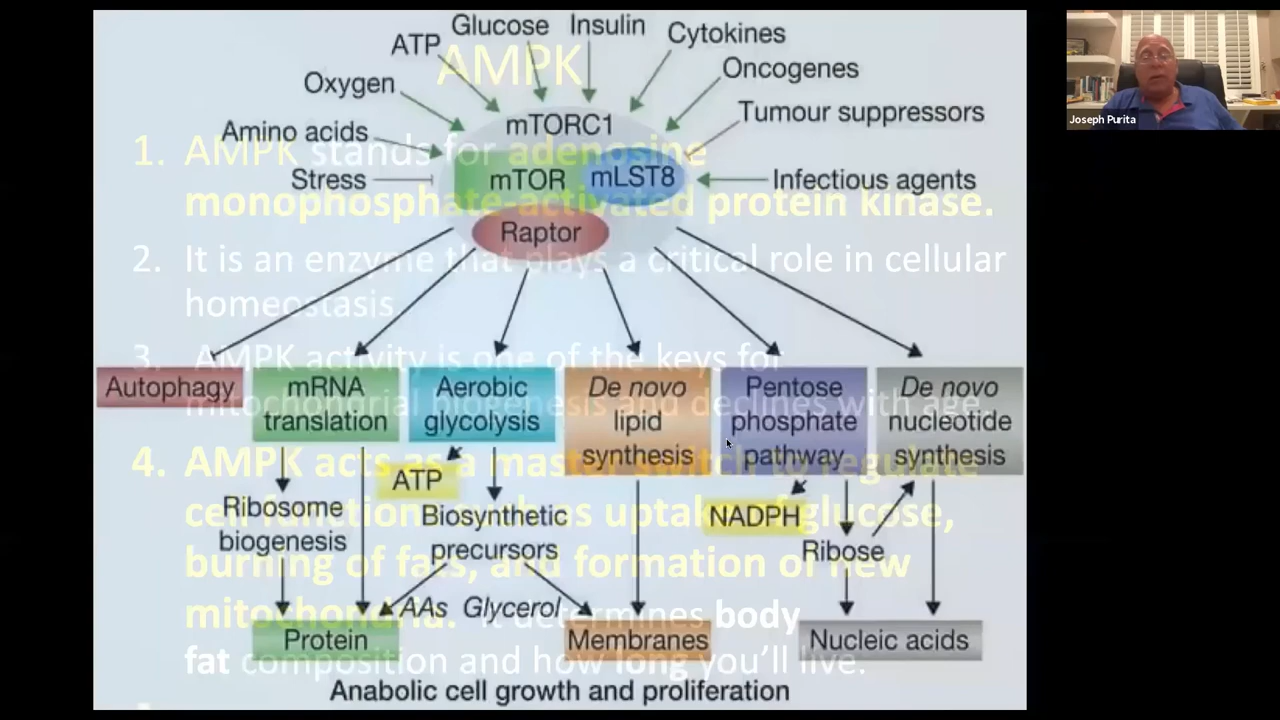 Glucose Insulin
ATP
Cytokines
Oxygen
Oncogenes
Tumour suppressors
Amino acids
mTORC1
Stress
mTOR
mLST8
Infectious agents
Raptor
Autophagy
mRNA
translation
Aerobic
glycolysis
De novo
lipid
synthesis
Pentose
phosphate
pathway
De novo
nucleotide
synthesis
ATP
NADPH
Ribosome
biogenesis
Biosynthetic
precursors
Ribose
AAs Glycerol
Protein
Membranes
Nucleic acids
Anabolic cell growth and proliferation
AMPK
1. AMPK stands for adenosine
monophosphate-activated protein kinase.
2. It is an enzyme that plays a critical role in cellular
homeostasis.
3. AMPK activity is one of the keys for
mitochondrial biogenesis and declines with age.
4. AMPK acts as a master switch to regulate
cell functions such as uptake of glucose,
burning of fats, and formation of new
mitochondria. It determines body
fat composition and how long you'll live.
Joseph Purita